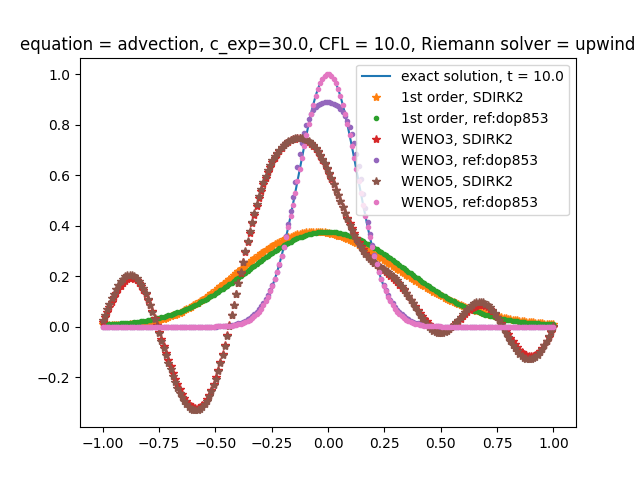 equation = advection, c_exp=30.0, CFL = 10.0, Riemann solver = upwind
exact solution, t = 10.0
1st order, SDIRK2
1st order, ref:dop853
WENO3, SDIRK2
WENO3, ref:dop853
WENO5, SDIRK2
WENO5, ref:dop853
1.0
0.8
0.6
0.4
0.2
0.0
−0.2
−1.00 −0.75 −0.50 −0.25 0.00 0.25 0.50 0.75 1.00